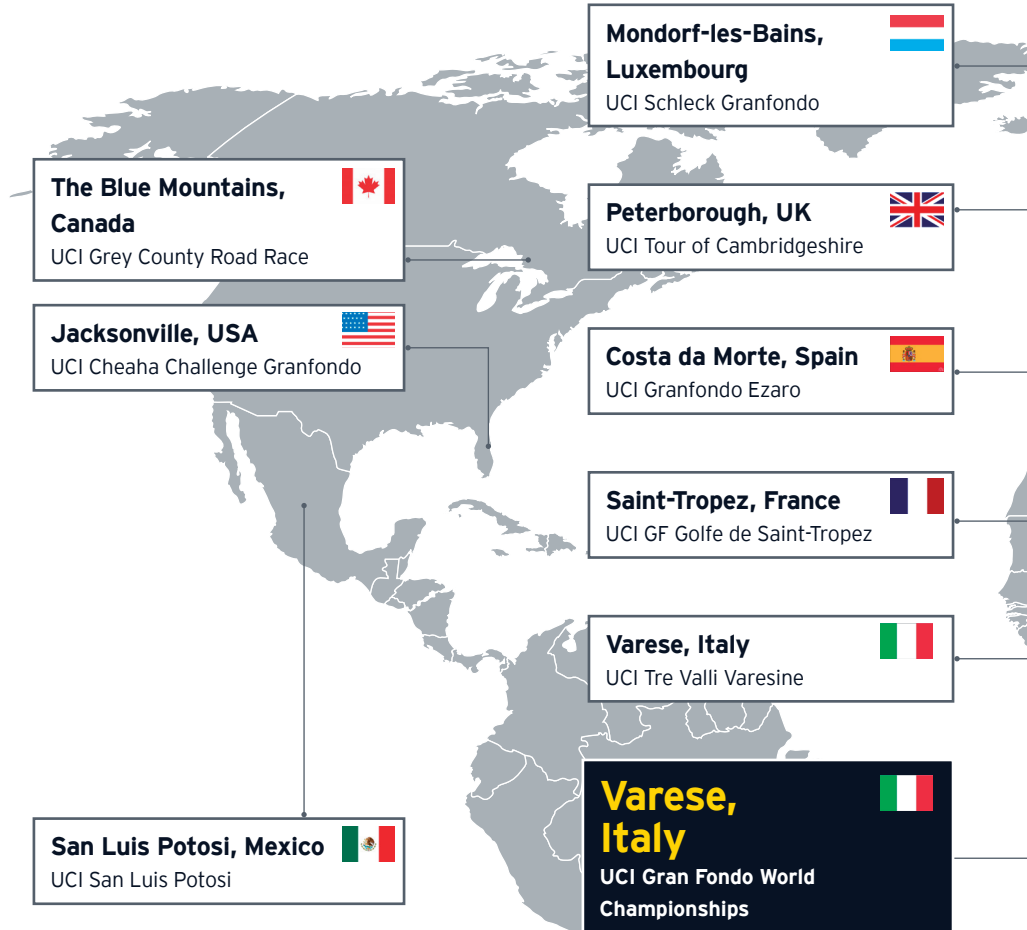 Mondorf-les-Bains,
Luxembourg
UCI Schleck Granfondo
The Blue Mountains,
Canada
UCI Grey County Road Race
Peterborough, UK
UCI Tour of Cambridgeshire
Jacksonville, USA
UCI Cheaha Challenge Granfondo
Costa da Morte, Spain
UCI Granfondo Ezaro
Saint-Tropez, France
UCI GF Golfe de Saint-Tropez
Varese, Italy
UCI Tre Valli Varesine
Varese,
Italy
UCI Gran Fondo World
Championships
San Luis Potosi, Mexico
UCI San Luis Potosi